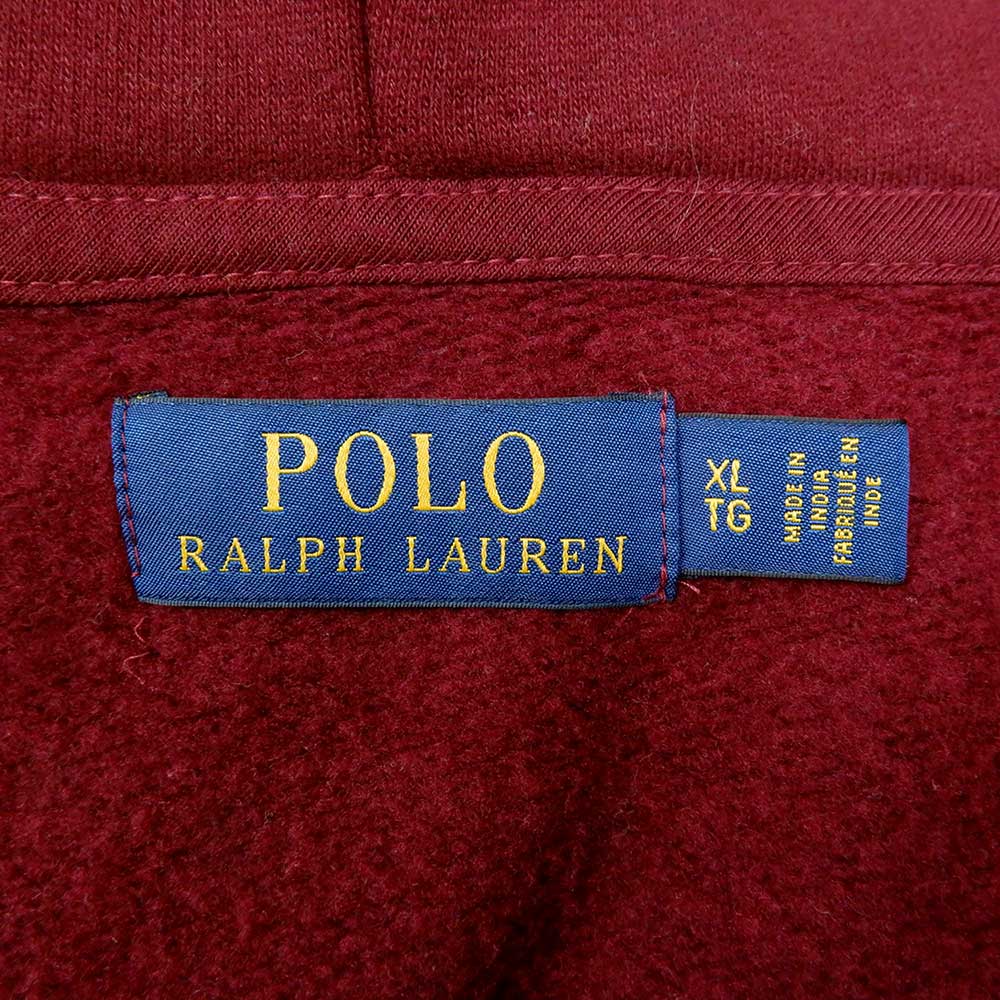 POLO
RALPH LAUREN
XL
TG
MADE IN
INDIA
FABRIQUÉ EN
INDE